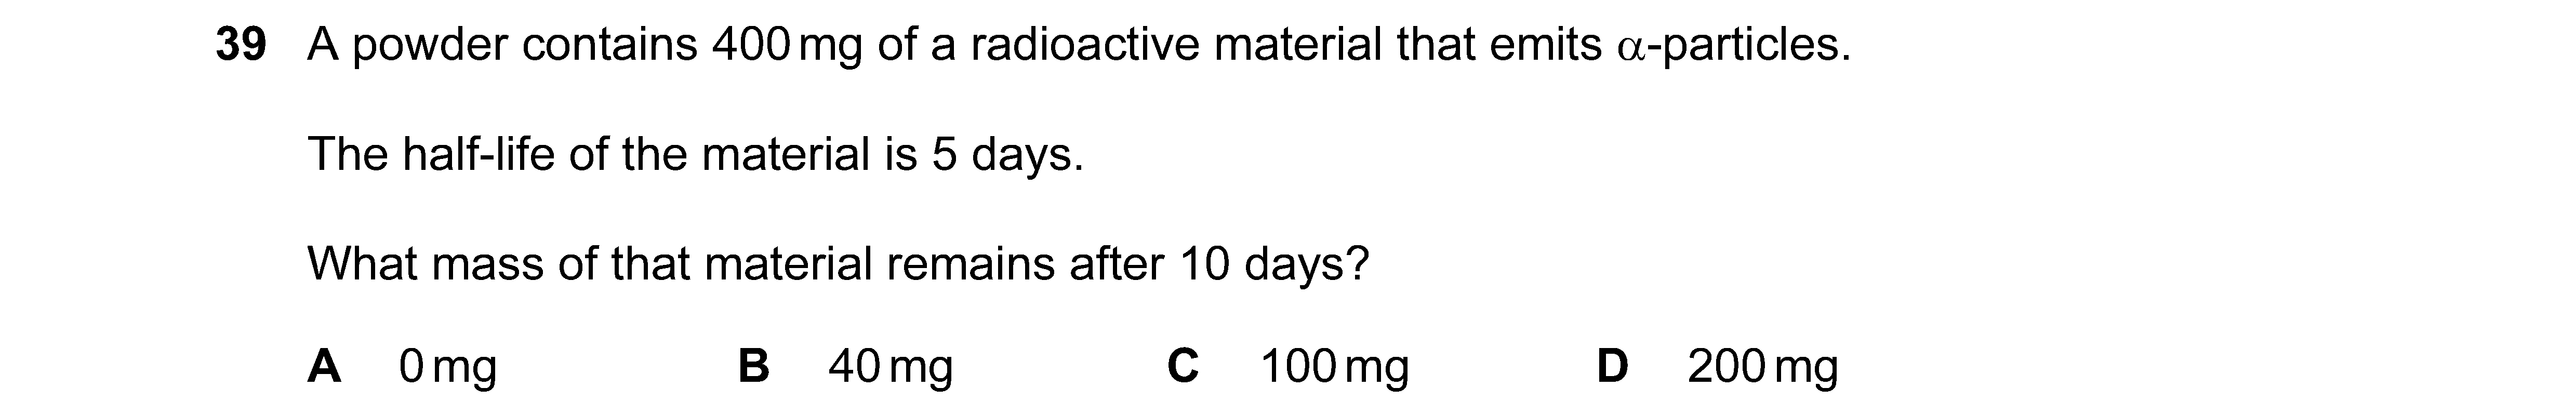 39 A powder contains 400 mg of a radioactive material that emits α-particles.
The half-life of the material is 5 days.
What mass of that material remains after 10 days?
A 0 mg B 40 mg C 100 mg D 200 mg